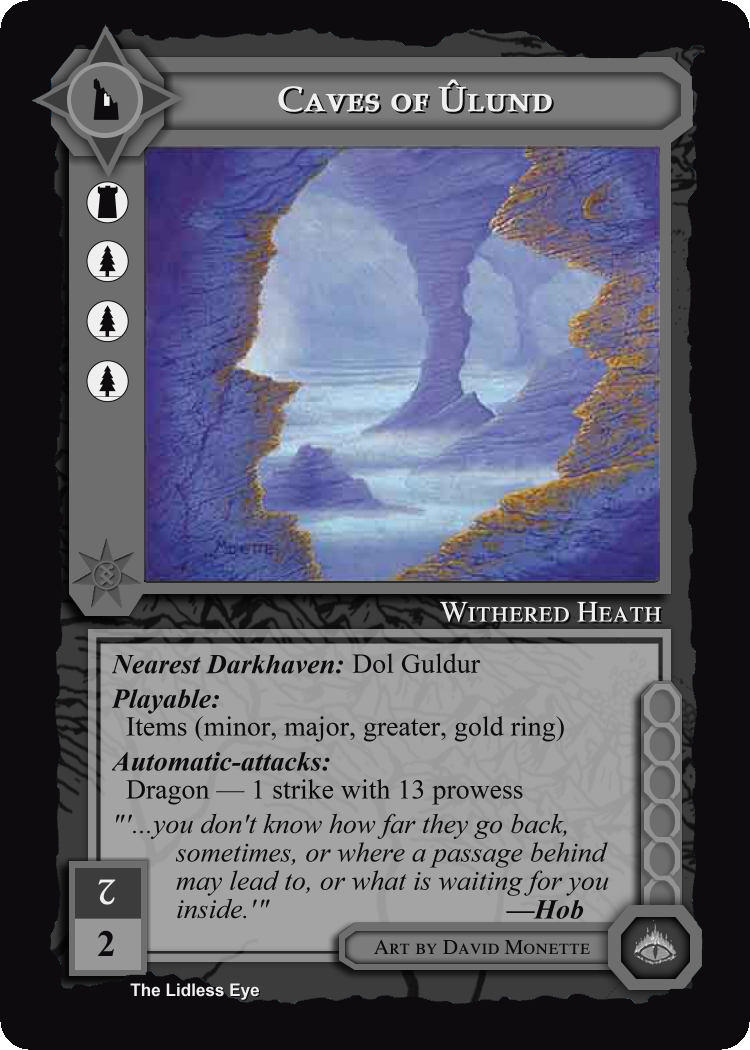 Caves of Ûlund
Monette
Withered Heath
Nearest Darkhaven: Dol Guldur
Playable:
Items (minor, major, greater, gold ring)
Automatic-attacks:
Dragon — 1 strike with 13 prowess
"'...you don't know how far they go back,
sometimes, or where a passage behind
may lead to, or what is waiting for you
inside.'" —Hob
2
2
Art by David Monette
The Lidless Eye